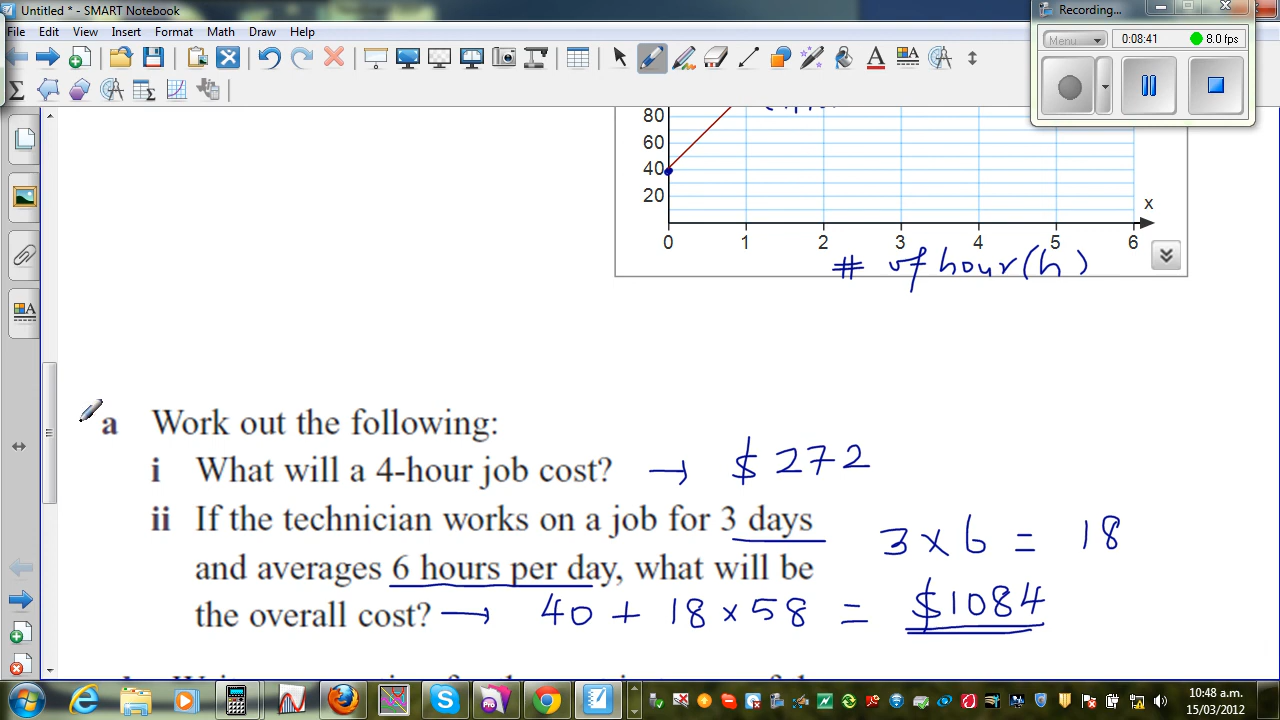 Untitled * - SMART Notebook
Recording...
File Edit View Insert Format Math Draw Help
Menu 0:08:41 8.0 fps
80
60
40
20
x
0 1 2 3 4 5 6
# of hour (h)
a Work out the following:
i What will a 4-hour job cost? → $272
ii If the technician works on a job for 3 days
3 × 6 = 18
and averages 6 hours per day, what will be
the overall cost? → 40 + 18 × 58 = $1084
10:48 a.m.
15/03/2012